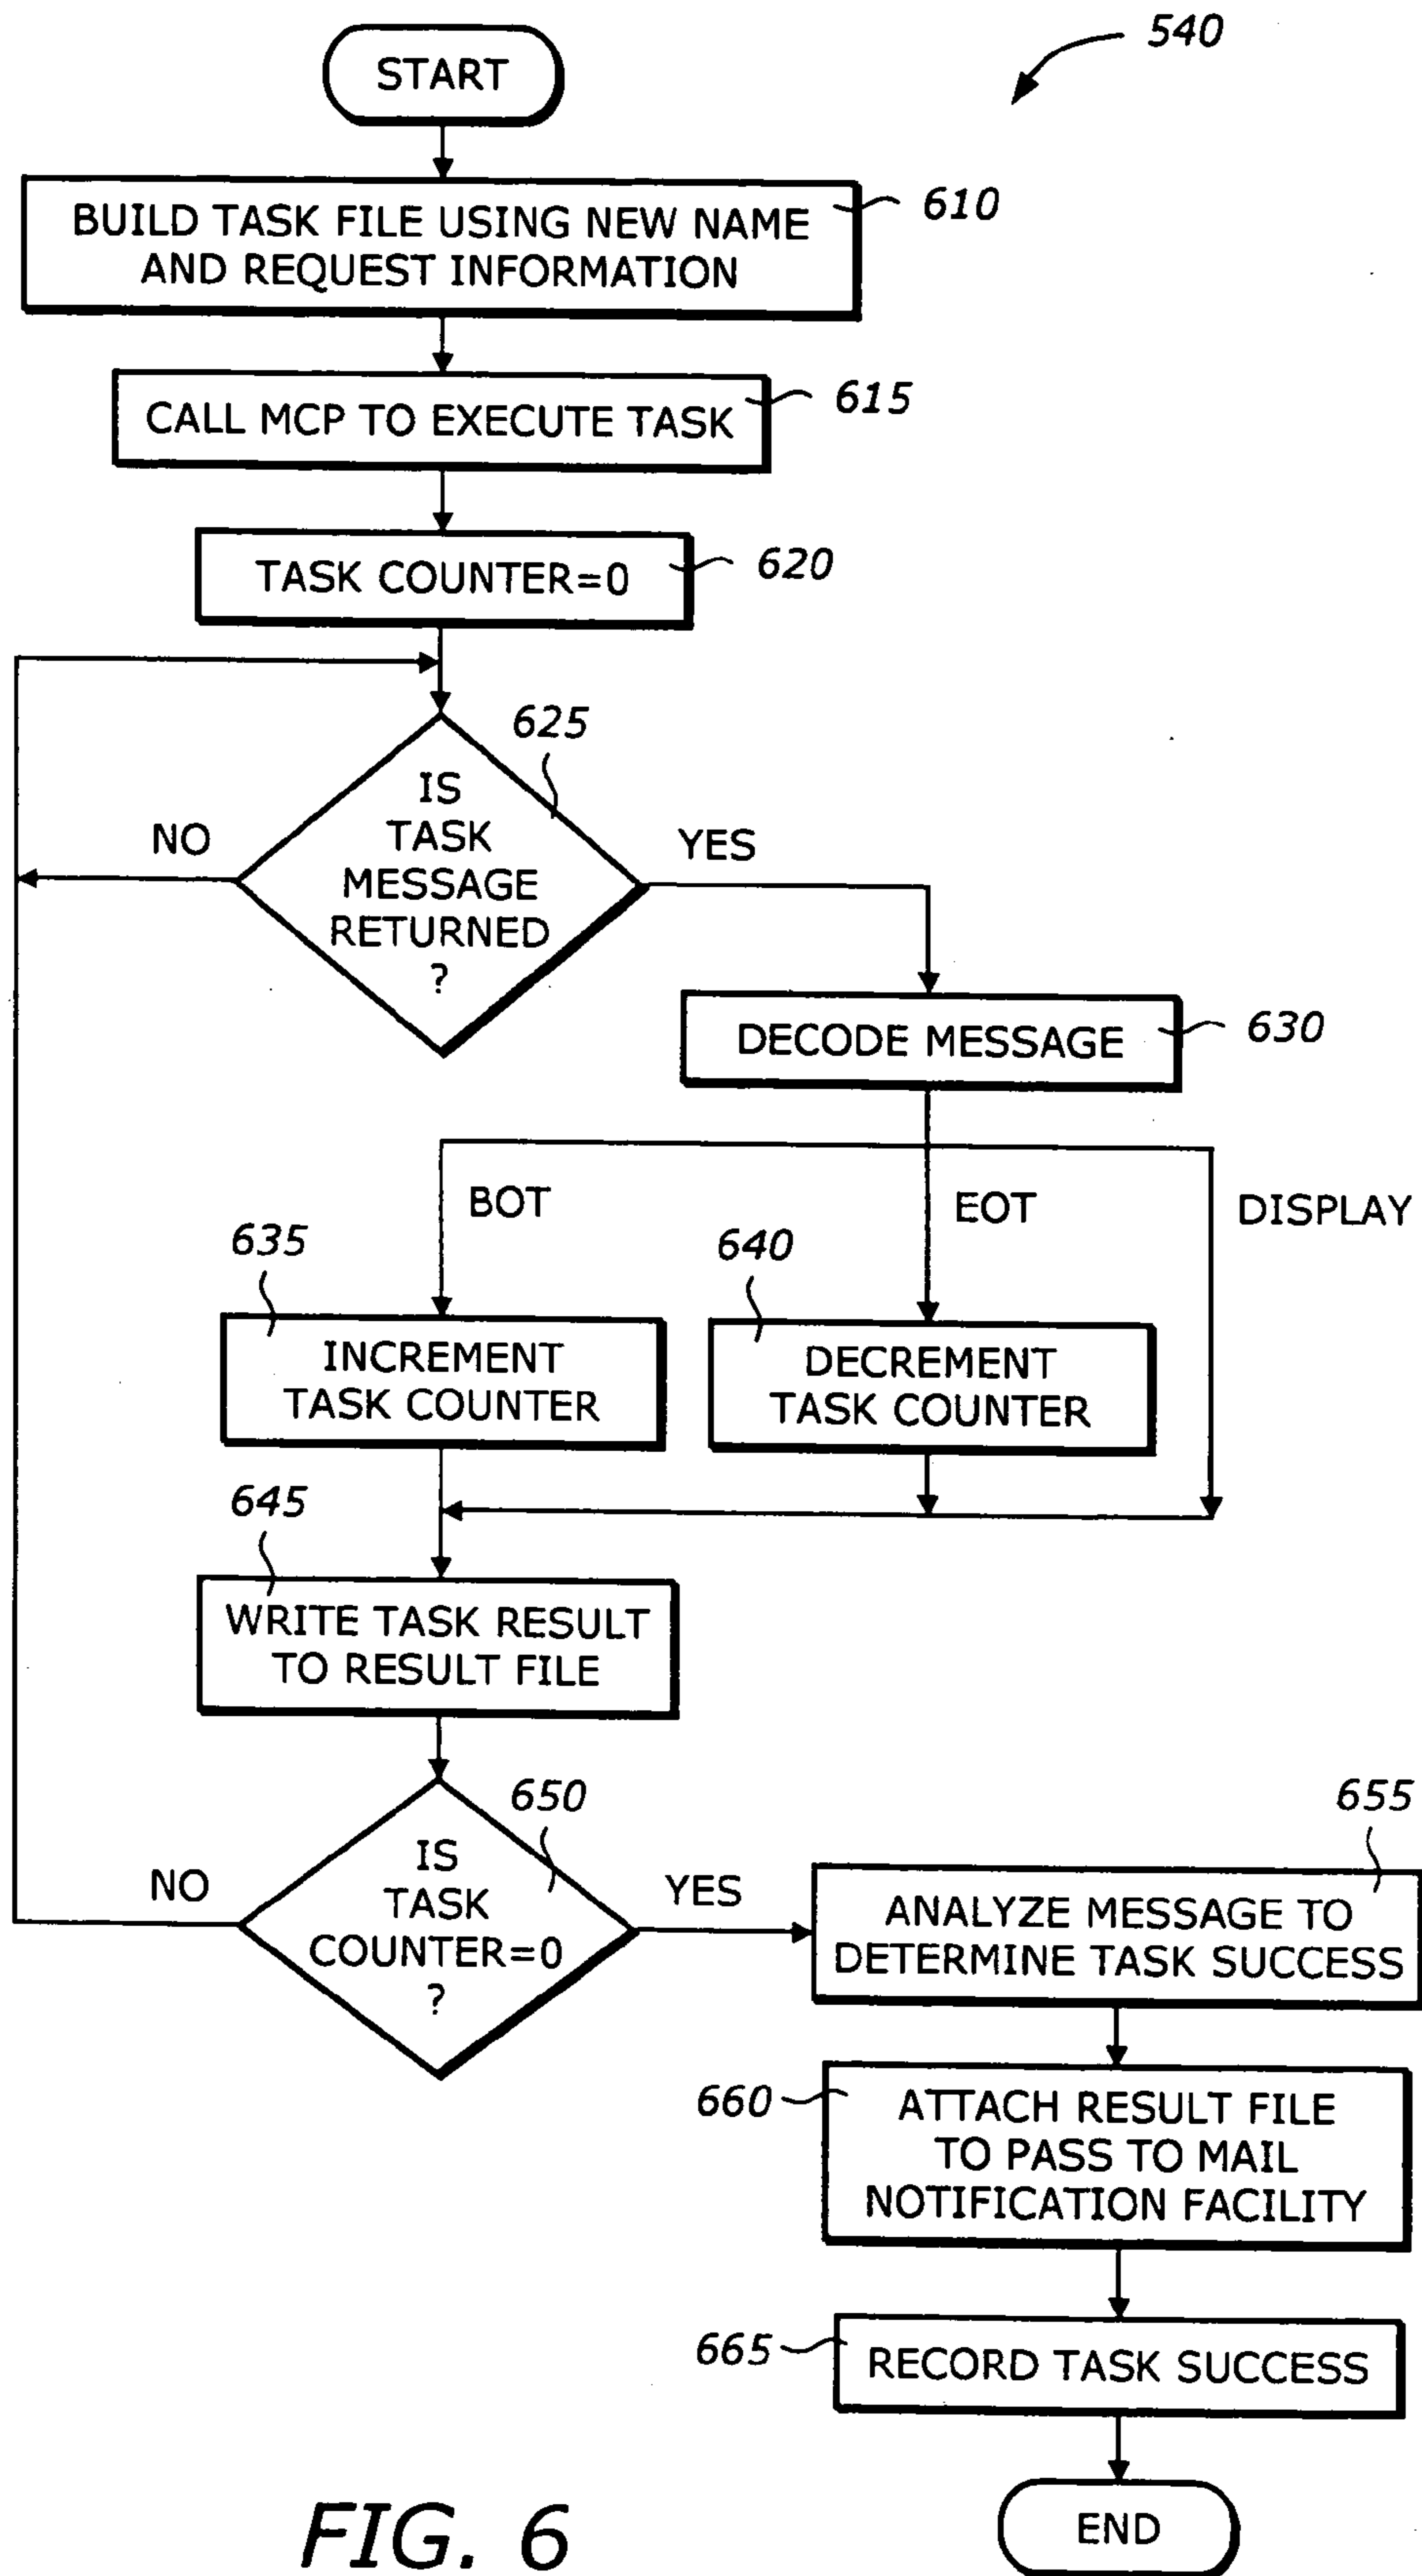 540
START
BUILD TASK FILE USING NEW NAME
AND REQUEST INFORMATION
610
CALL MCP TO EXECUTE TASK
615
TASK COUNTER=0
620
625
IS
TASK
MESSAGE
RETURNED
?
NO
YES
DECODE MESSAGE
630
BOT
EOT
DISPLAY
635
INCREMENT
TASK COUNTER
640
DECREMENT
TASK COUNTER
645
WRITE TASK RESULT
TO RESULT FILE
650
IS
TASK
COUNTER=0
?
NO
YES
655
ANALYZE MESSAGE TO
DETERMINE TASK SUCCESS
660
ATTACH RESULT FILE
TO PASS TO MAIL
NOTIFICATION FACILITY
665
RECORD TASK SUCCESS
END
FIG. 6